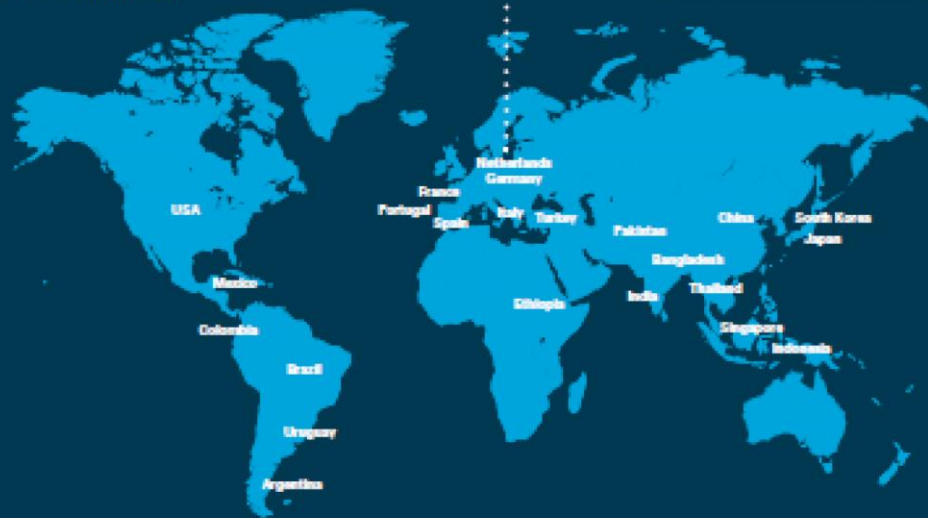 Netherlands
Germany
France
USA
Portugal
Italy
Turkey
China
South Korea
Spain
Pakistan
Japan
Bangladesh
Mexico
Thailand
India
Ethiopia
Colombia
Singapore
Indonesia
Brazil
Uruguay
Argentina